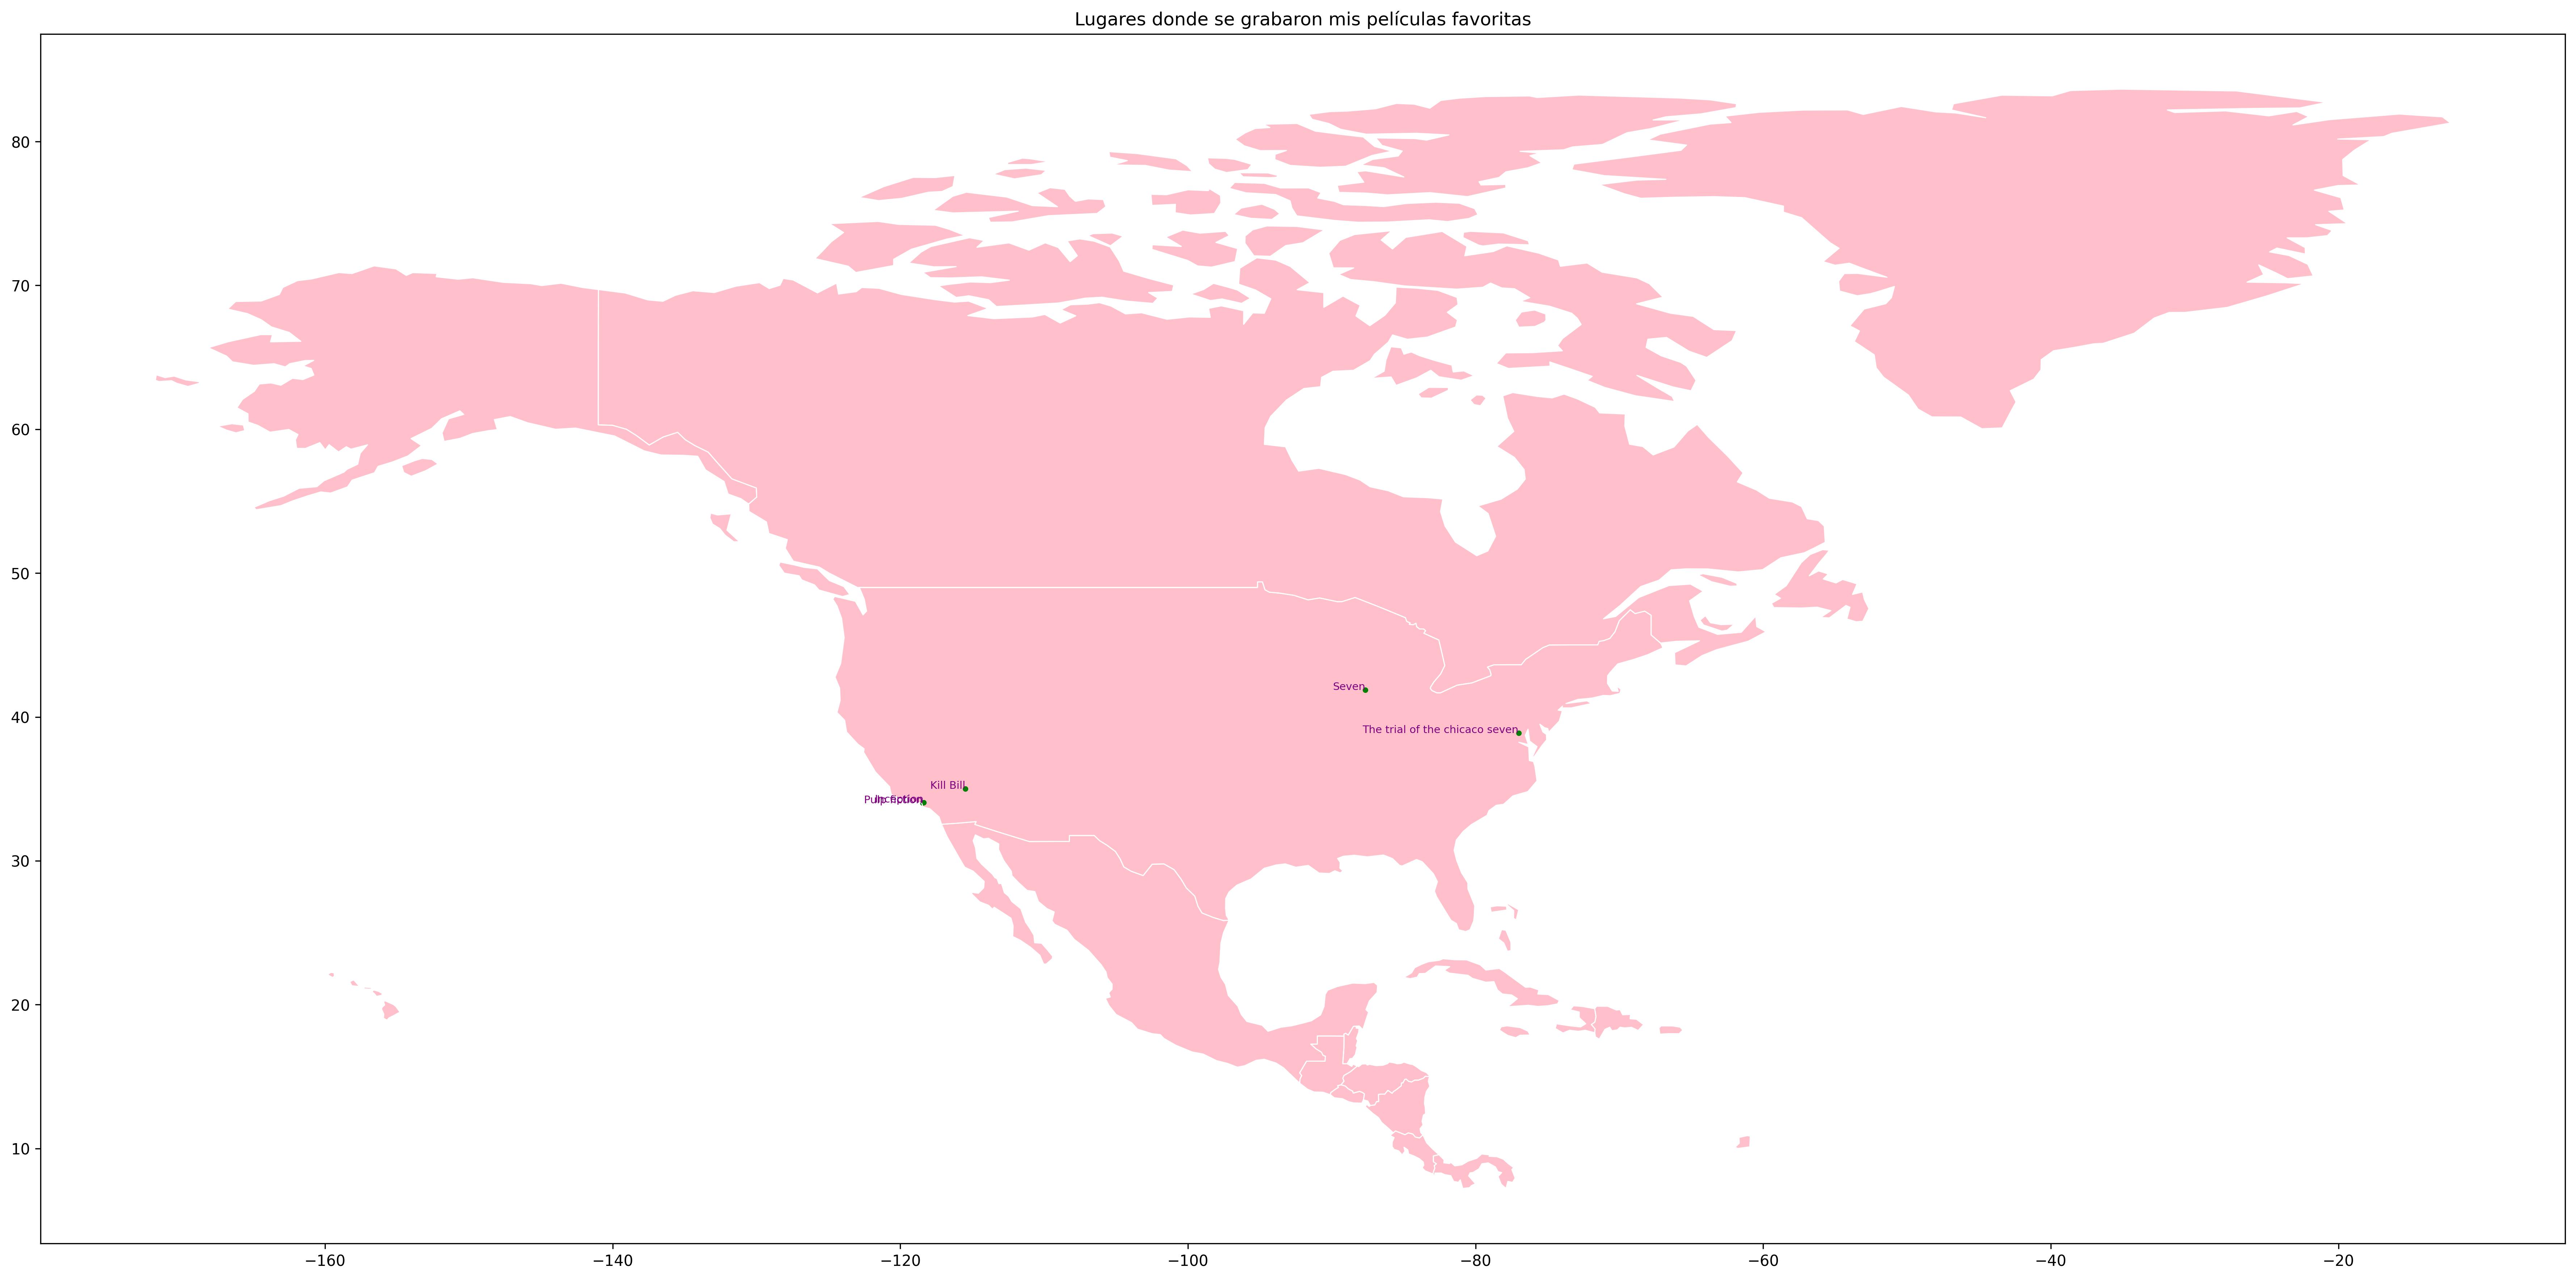 Lugares donde se grabaron mis películas favoritas
80
70
60
50
40
30
20
10
Seven
The trial of the chicaco seven
Kill Bill
Inception
Pulp fiction
−160
−140
−120
−100
−80
−60
−40
−20